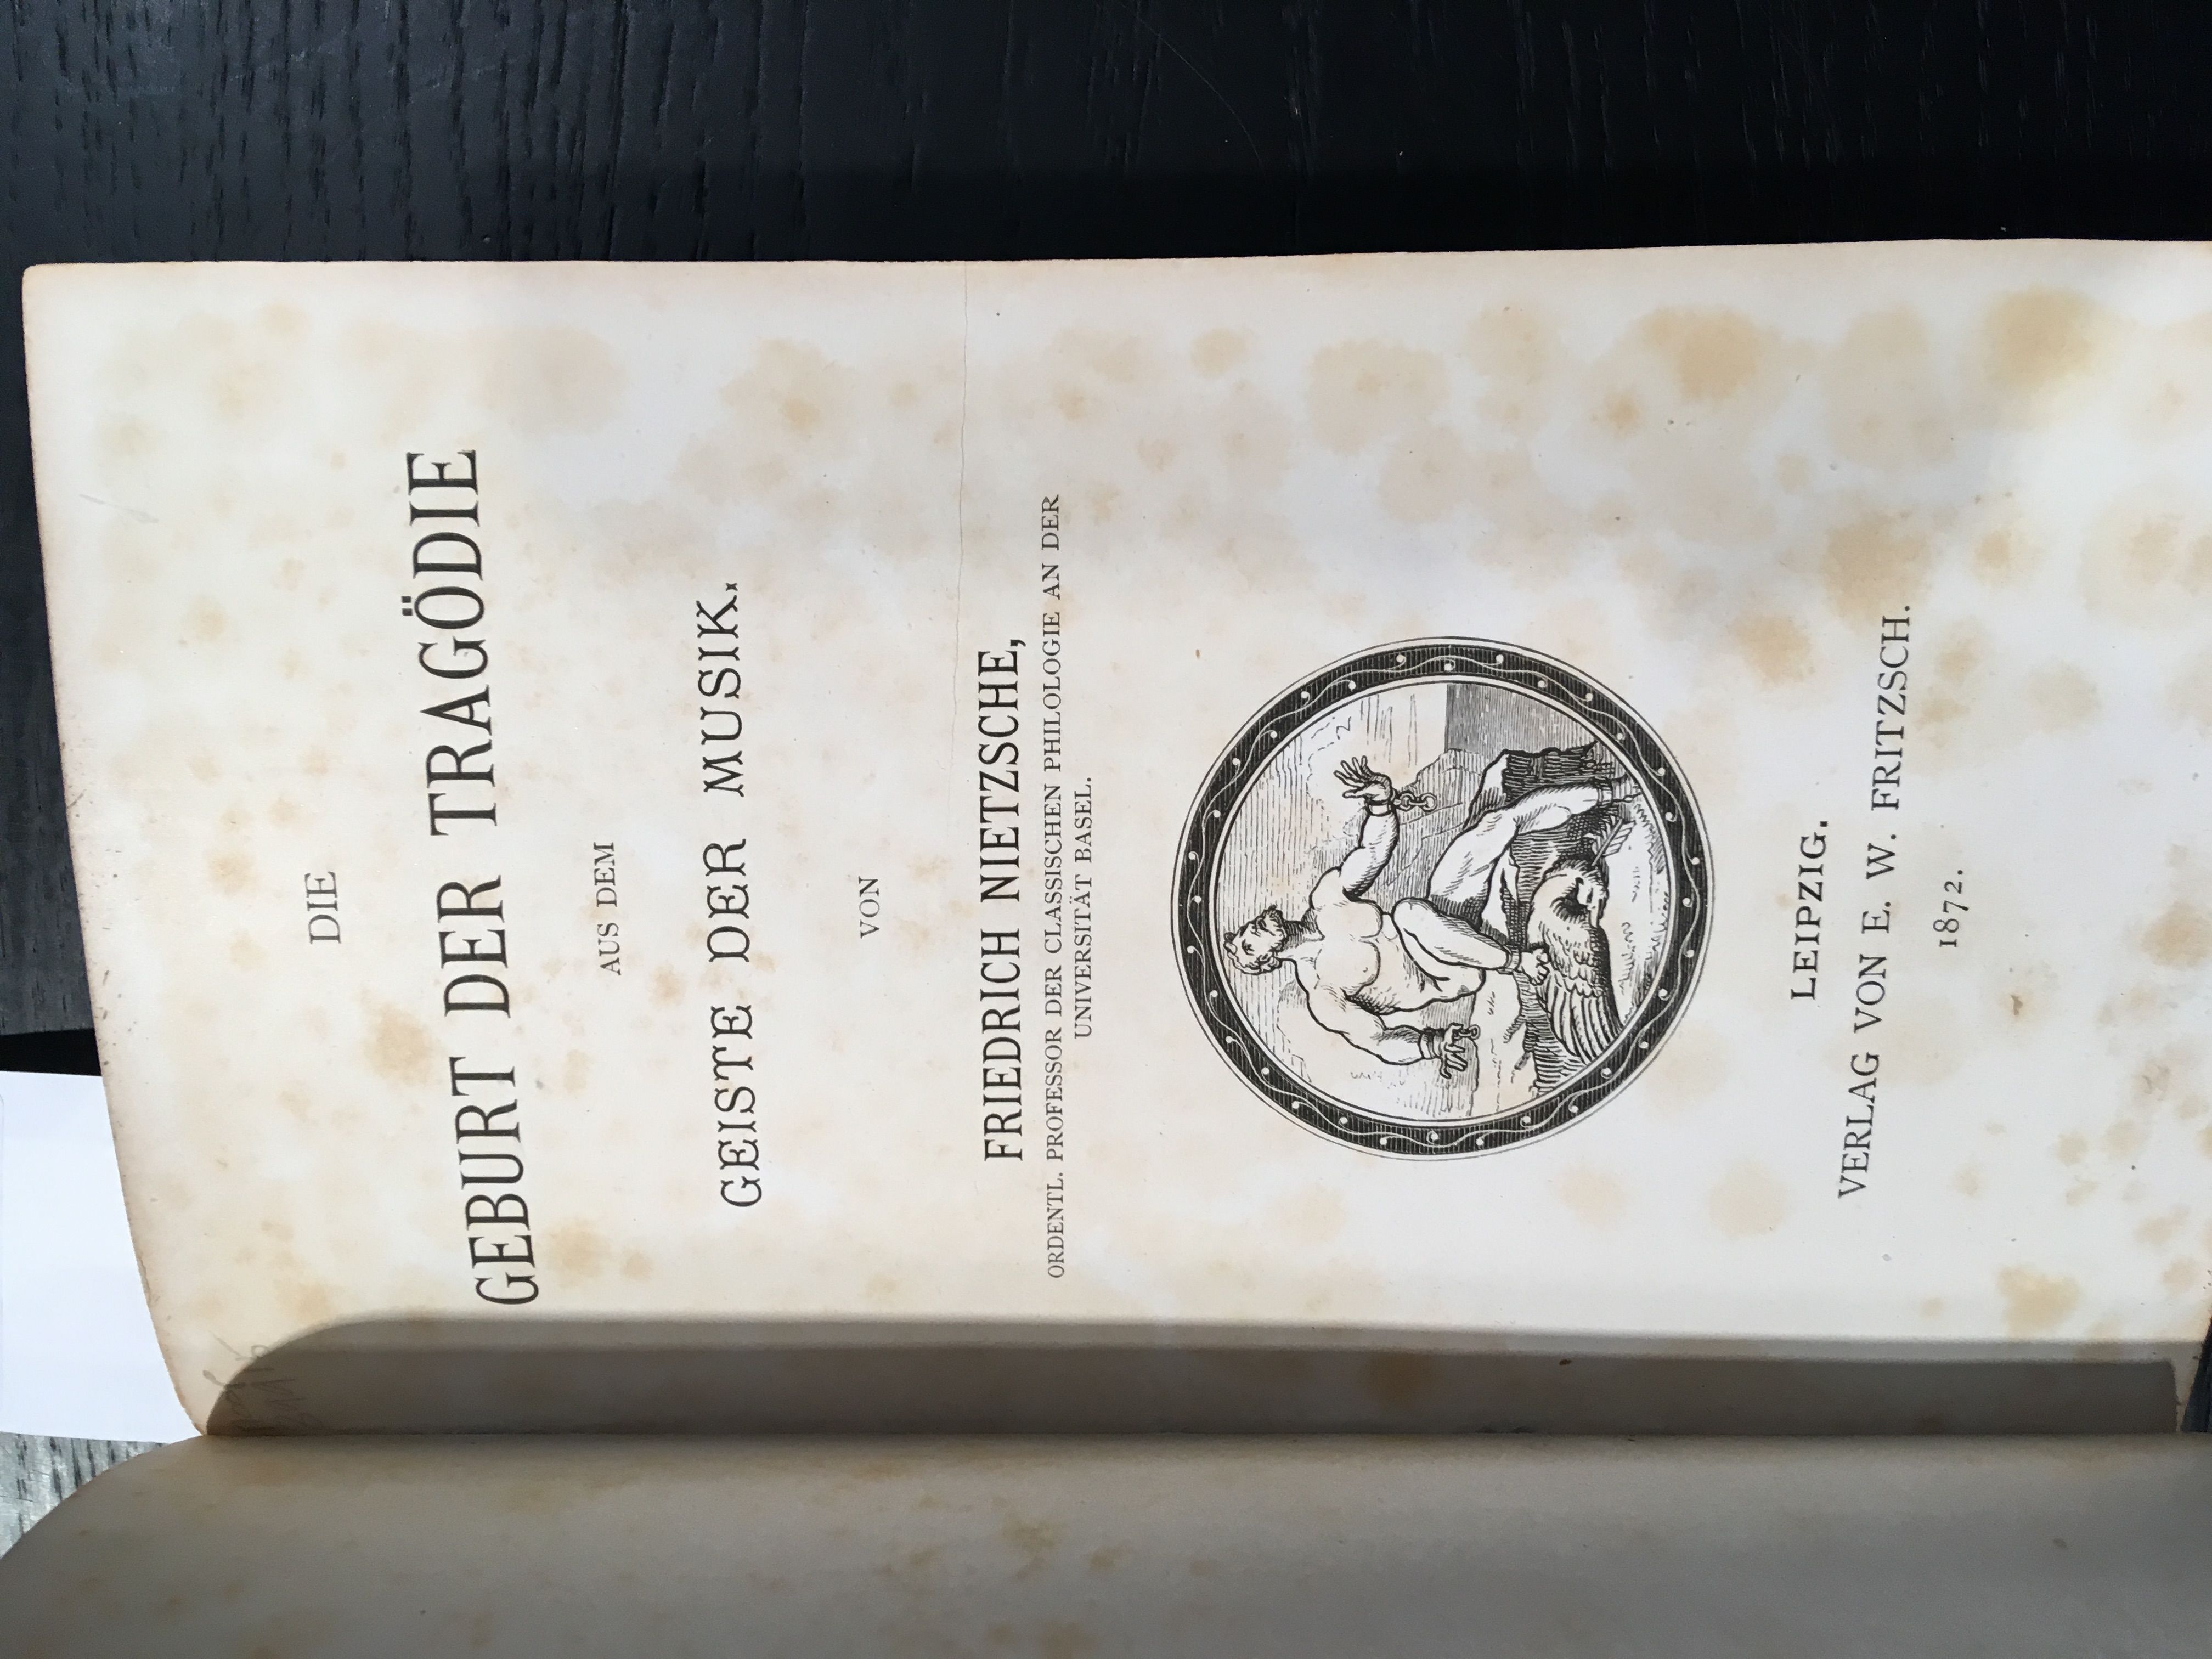 DIE
GEBURT DER TRAGÖDIE
AUS DEM
GEISTE DER MUSIK.
VON
FRIEDRICH NIETZSCHE,
ORDENTL. PROFESSOR DER CLASSISCHEN PHILOLOGIE AN DER
UNIVERSITÄT BASEL.
LEIPZIG.
VERLAG VON E. W. FRITZSCH.
1872.